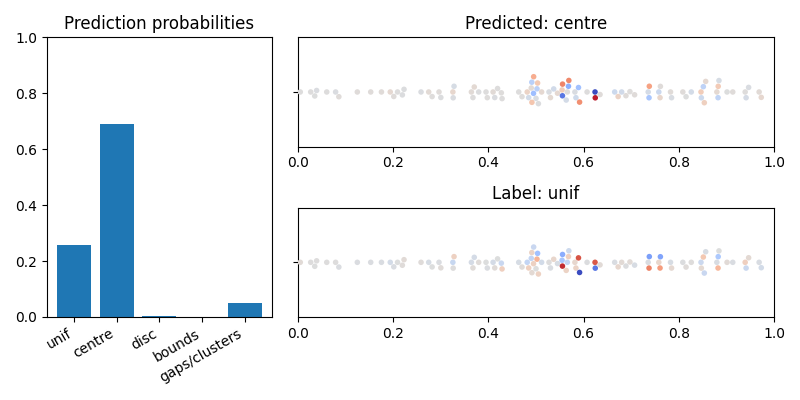 Prediction probabilities
1.0
0.8
0.6
0.4
0.2
0.0
unif
centre
disc
bounds
gaps/clusters
Predicted: centre
0.0 0.2 0.4 0.6 0.8 1.0
Label: unif
0.0 0.2 0.4 0.6 0.8 1.0